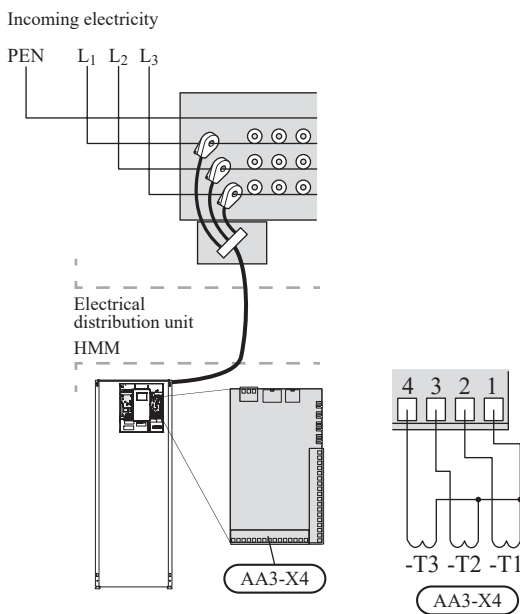 Incoming electricity
PEN L₁ L₂ L₃
Electrical
distribution unit
HMM
4 3 2 1
-T3 -T2 -T1
AA3-X4
AA3-X4